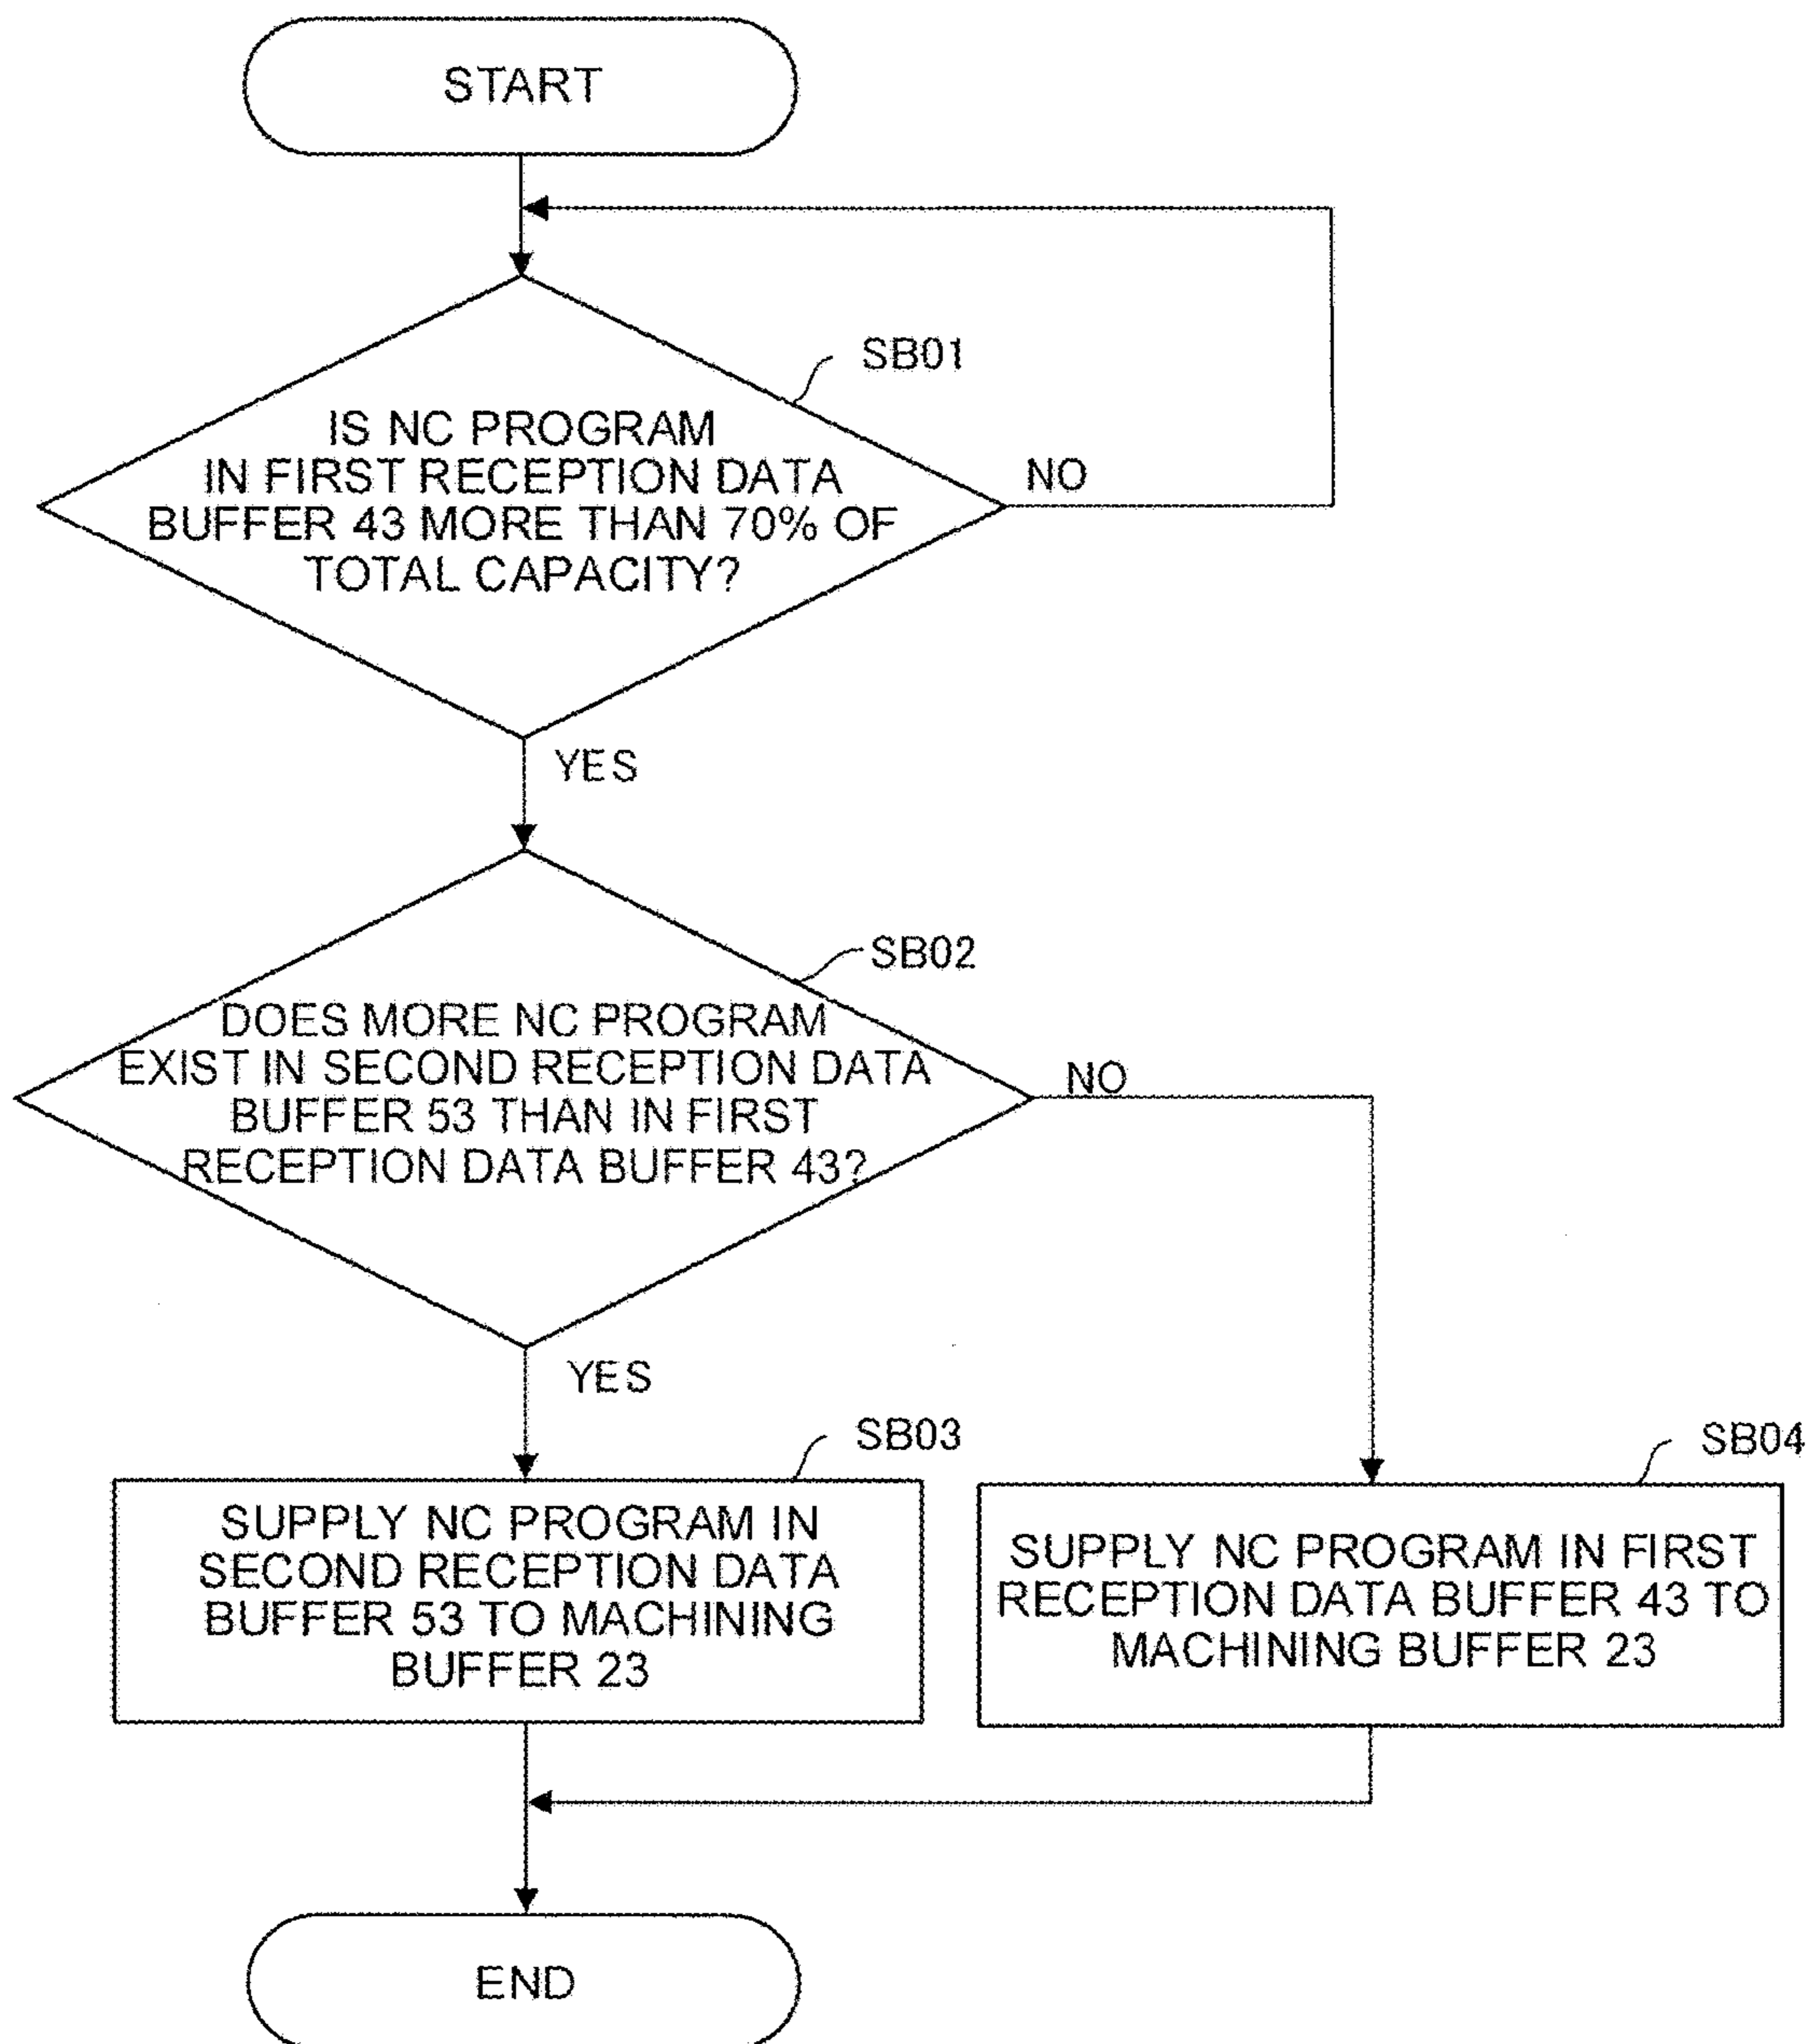 START
SB01
IS NC PROGRAM
IN FIRST RECEPTION DATA
BUFFER 43 MORE THAN 70% OF
TOTAL CAPACITY?
NO
YES
SB02
DOES MORE NC PROGRAM
EXIST IN SECOND RECEPTION DATA
BUFFER 53 THAN IN FIRST
RECEPTION DATA BUFFER 43?
NO
YES
SB03
SUPPLY NC PROGRAM IN
SECOND RECEPTION DATA
BUFFER 53 TO MACHINING
BUFFER 23
SB04
SUPPLY NC PROGRAM IN FIRST
RECEPTION DATA BUFFER 43 TO
MACHINING BUFFER 23
END